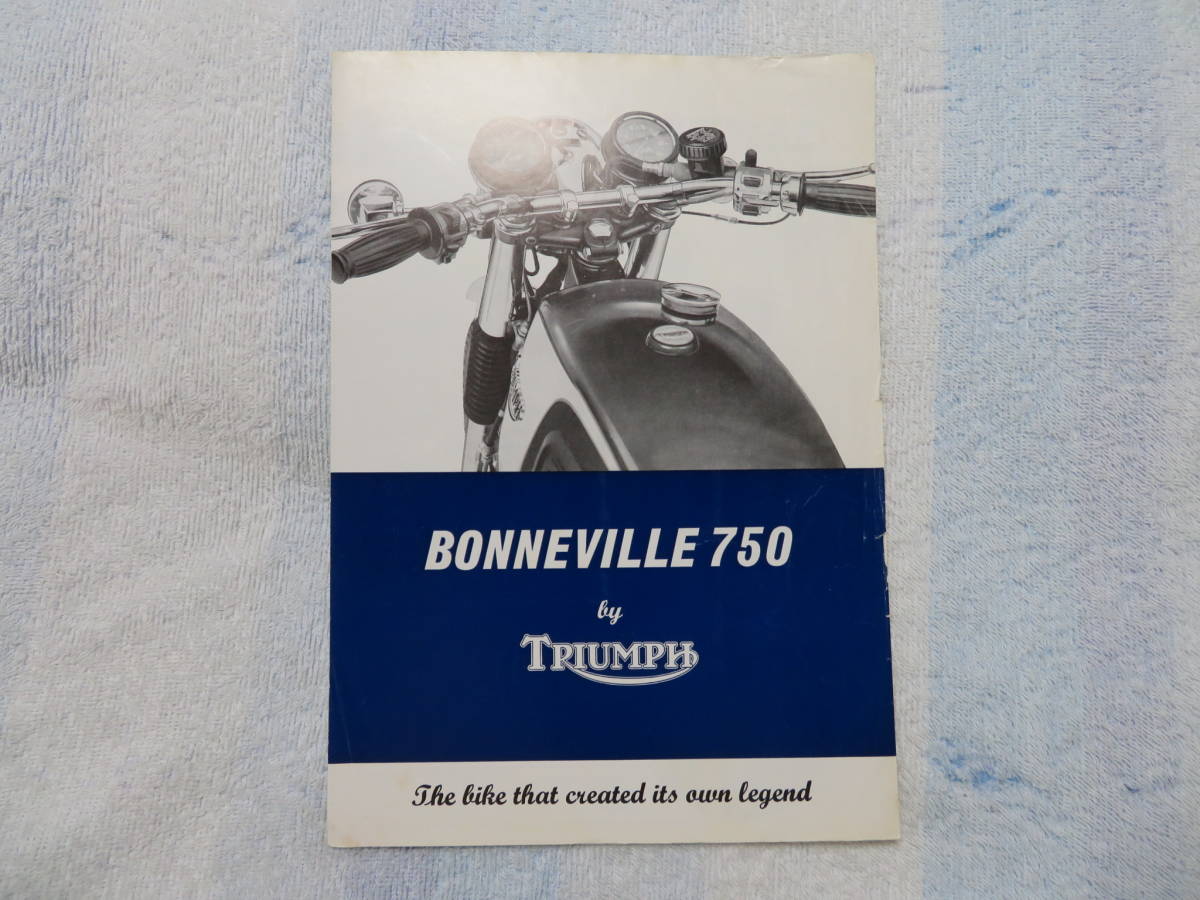 BONNEVILLE 750
by
TRIUMPH
The bike that created its own legend